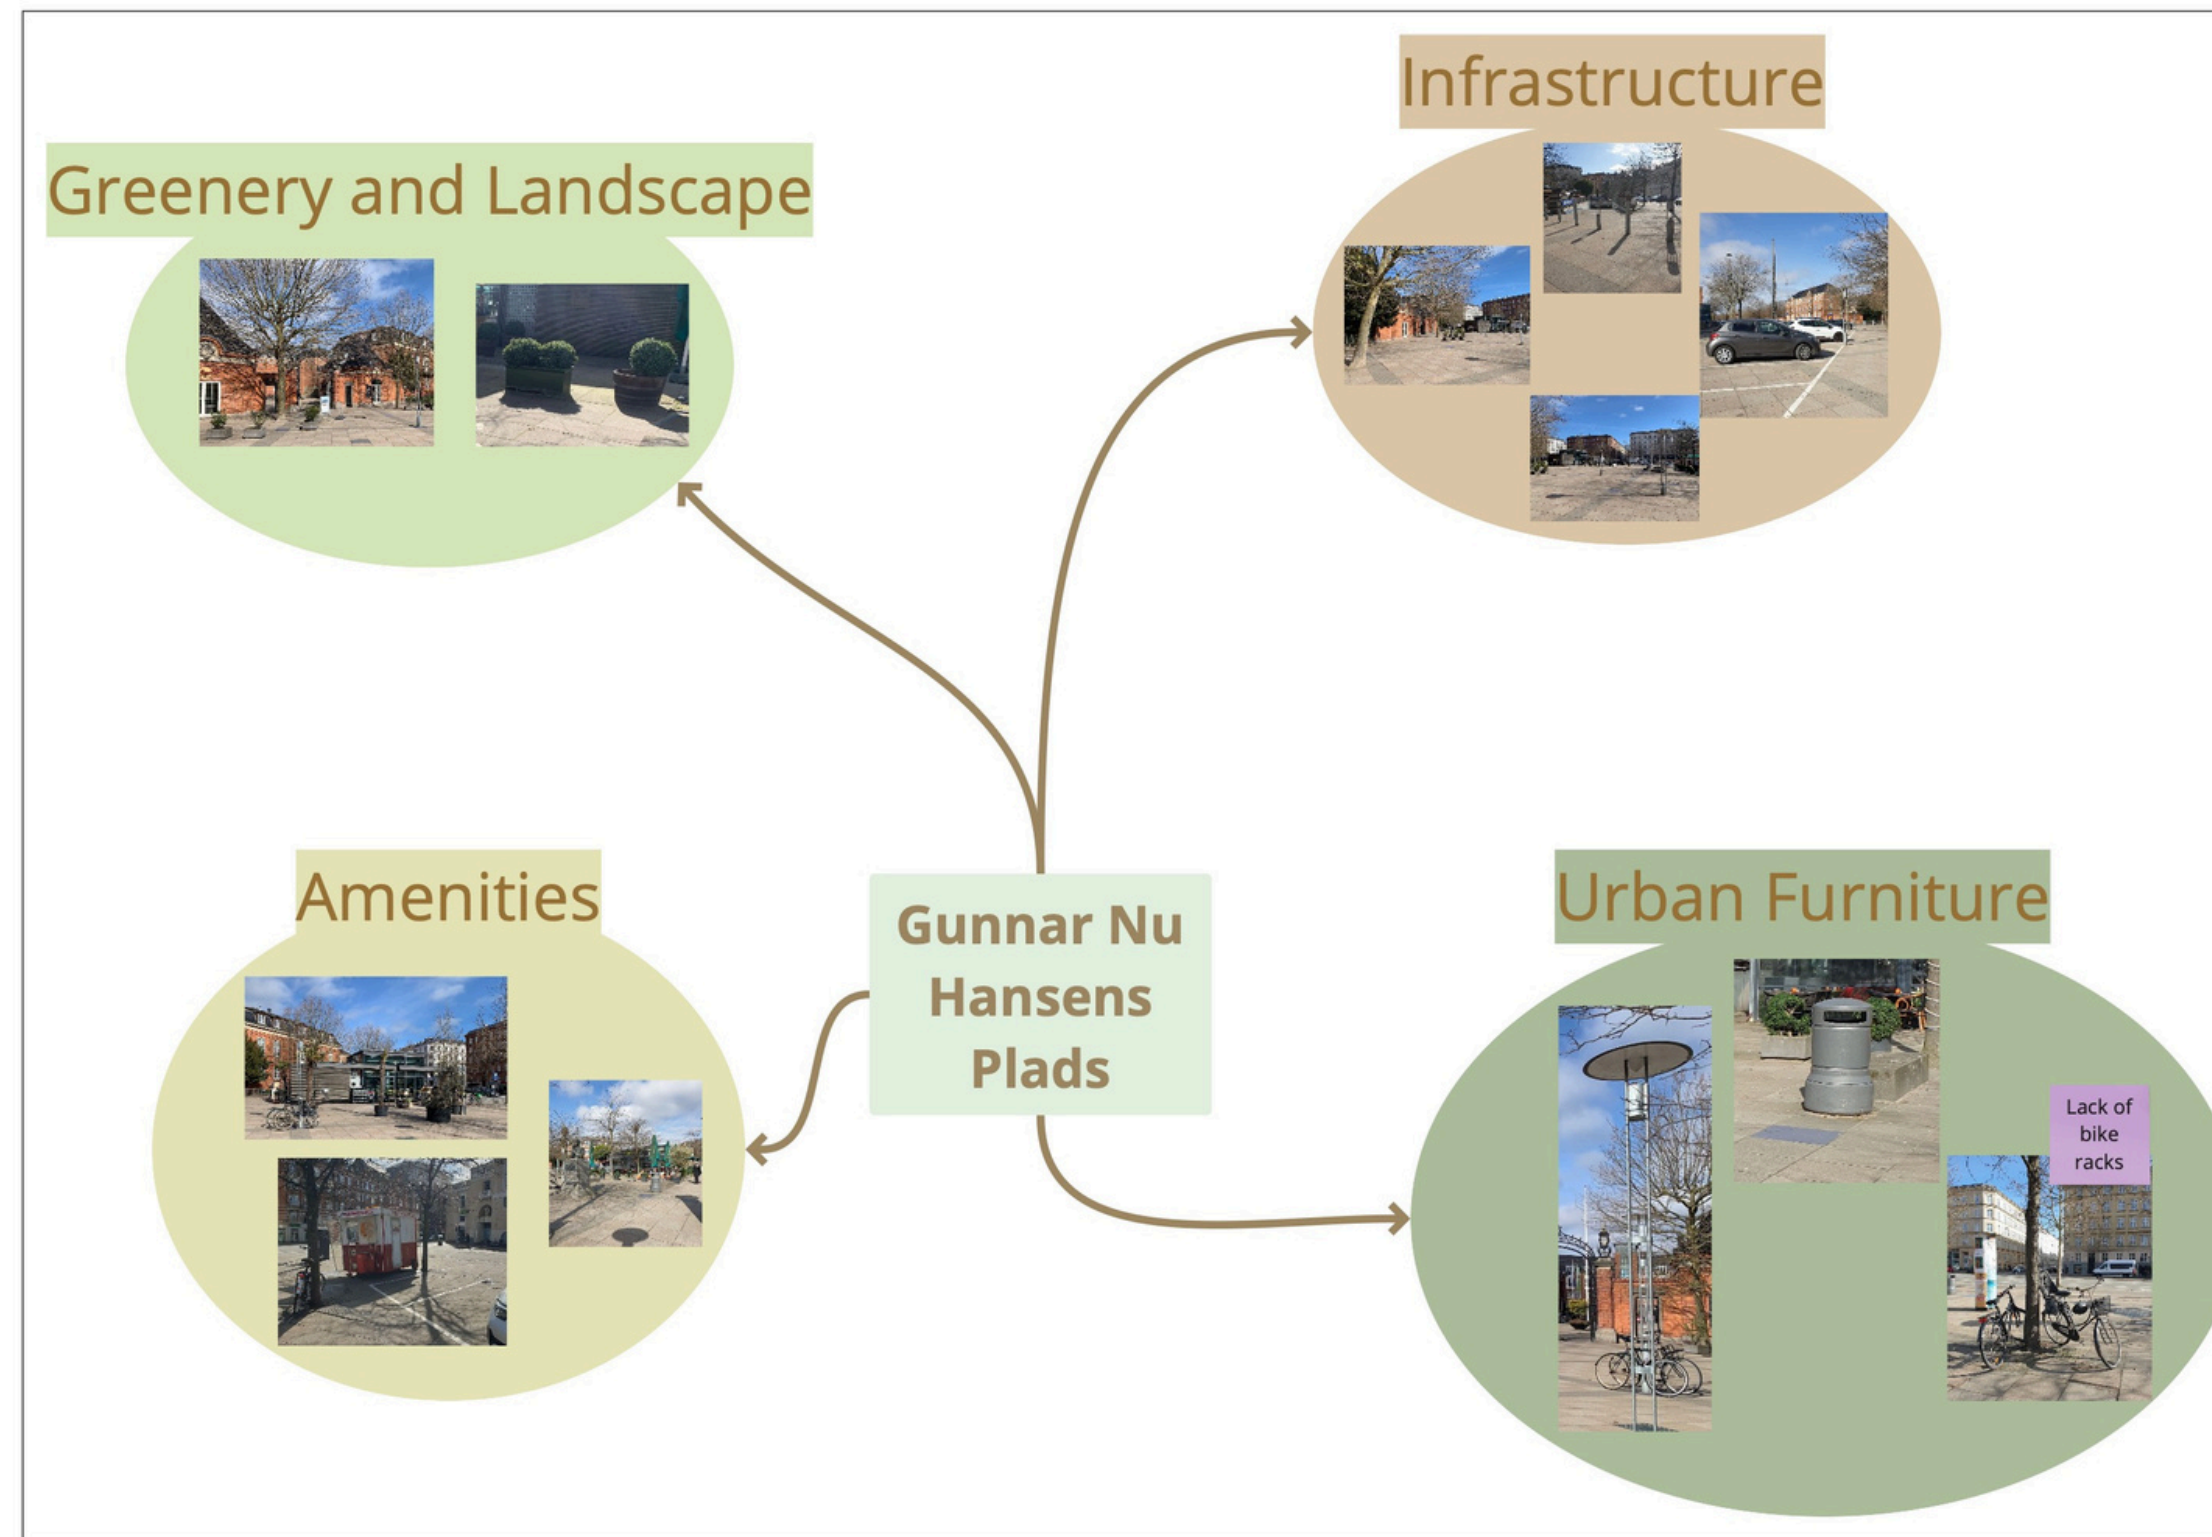 Infrastructure
Greenery and Landscape
Amenities
Gunnar Nu
Hansens
Plads
Urban Furniture
Lack of
bike
racks